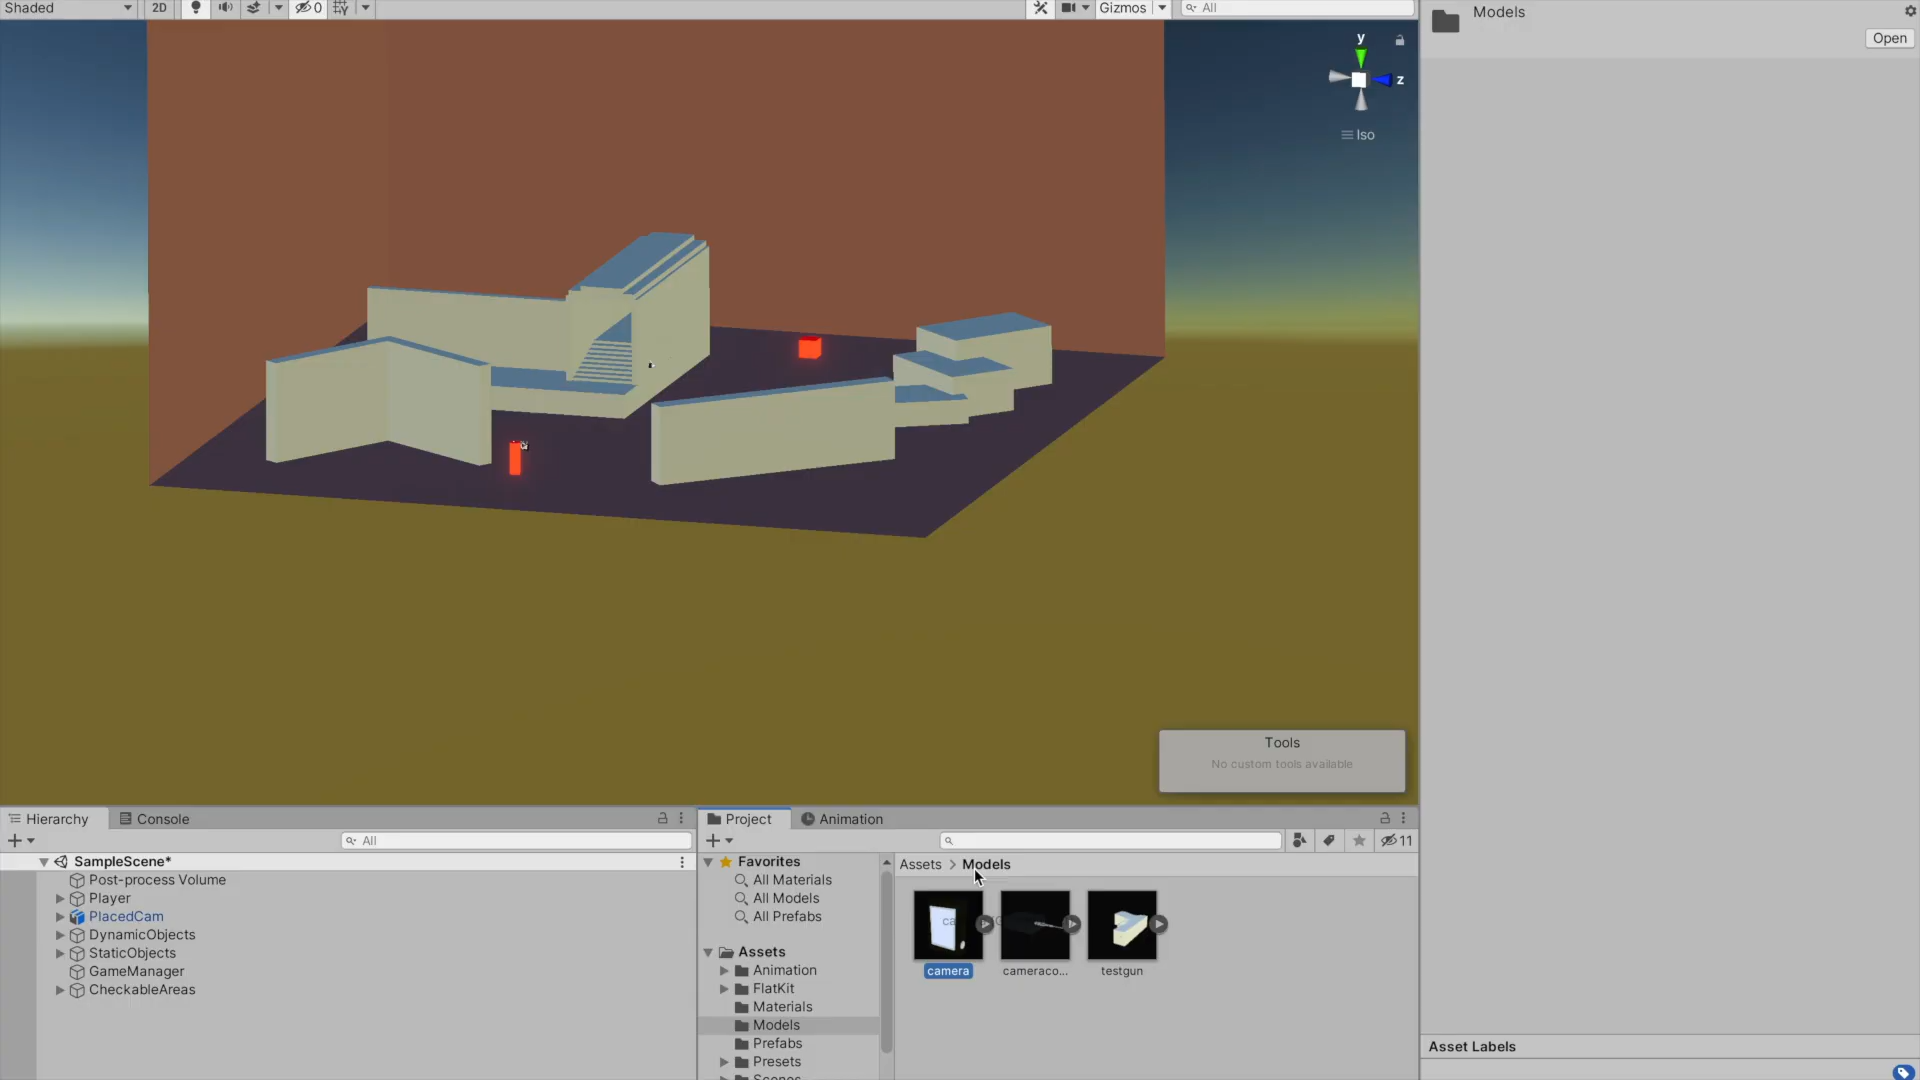 Shaded
2D
0
Gizmos
All
Models
Open
y
z
Iso
Tools
No custom tools available
Hierarchy
Console
All
SampleScene*
Post-process Volume
Player
PlacedCam
DynamicObjects
StaticObjects
GameManager
CheckableAreas
Project
Animation
11
Favorites
All Materials
All Models
All Prefabs
Assets
Animation
FlatKit
Materials
Models
Prefabs
Presets
Scenes
Assets > Models
camera
cameraco...
testgun
Asset Labels